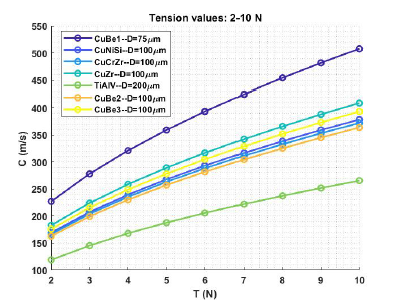 Tension values: 2-10 N
550
500
450
400
350
300
250
200
150
100
C (m/s)
CuBe1--D=75μm
CuNiSi--D=100μm
CuCrZr--D=100μm
CuZr--D=100μm
TiAlV--D=200μm
CuBe2--D=100μm
CuBe3--D=100μm
2 3 4 5 6 7 8 9 10
T (N)